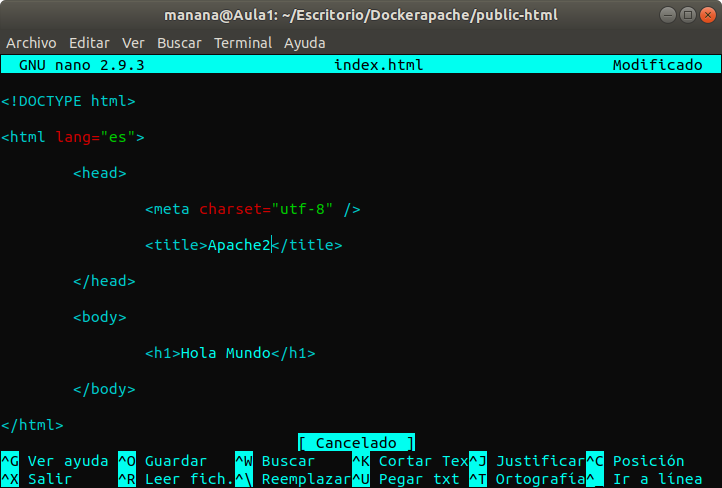 manana@Aula1: ~/Escritorio/Dockerapache/public-html
Archivo Editar Ver Buscar Terminal Ayuda
GNU nano 2.9.3 index.html Modificado
<!DOCTYPE html>
<html lang="es">
<head>
<meta charset="utf-8" />
<title>Apache2</title>
</head>
<body>
<h1>Hola Mundo</h1>
</body>
</html>
[ Cancelado ]
^G Ver ayuda ^O Guardar ^W Buscar ^K Cortar Tex ^J Justificar ^C Posición
^X Salir ^R Leer fich. ^\ Reemplazar ^U Pegar txt ^T Ortografía ^_ Ir a línea